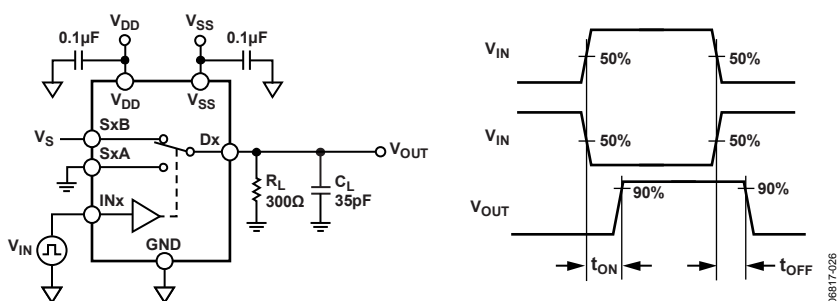 V_DD
V_SS
0.1µF
0.1µF
V_DD
V_SS
V_S
SxB
Dx
V_OUT
SxA
R_L
300Ω
C_L
35pF
INx
V_IN
GND
V_IN
50%
50%
V_IN
50%
50%
V_OUT
90%
90%
t_ON
t_OFF
06817-026